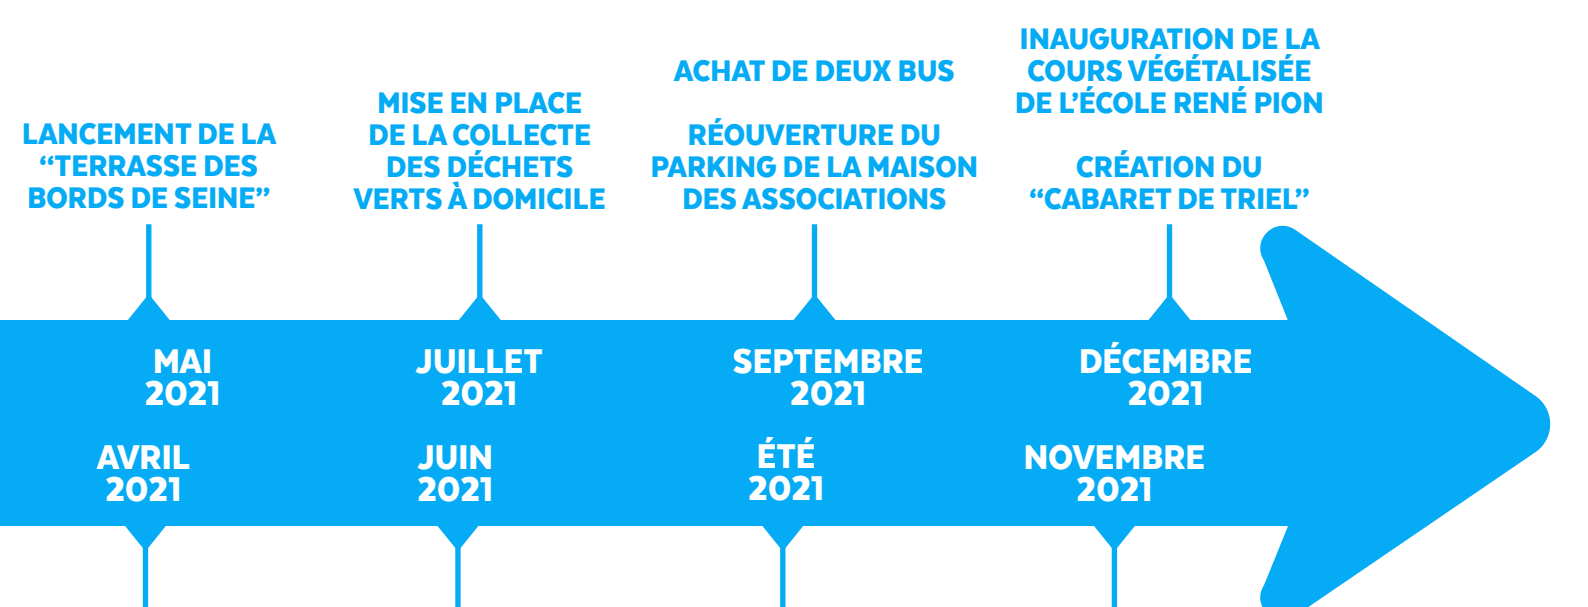 LANCEMENT DE LA
“TERRASSE DES
BORDS DE SEINE”
MISE EN PLACE
DE LA COLLECTE
DES DÉCHETS
VERTS À DOMICILE
ACHAT DE DEUX BUS
RÉOUVERTURE DU
PARKING DE LA MAISON
DES ASSOCIATIONS
INAUGURATION DE LA
COURS VÉGÉTALISÉE
DE L’ÉCOLE RENÉ PION
CRÉATION DU
“CABARET DE TRIEL”
MAI
2021
JUILLET
2021
SEPTEMBRE
2021
DÉCEMBRE
2021
AVRIL
2021
JUIN
2021
ÉTÉ
2021
NOVEMBRE
2021